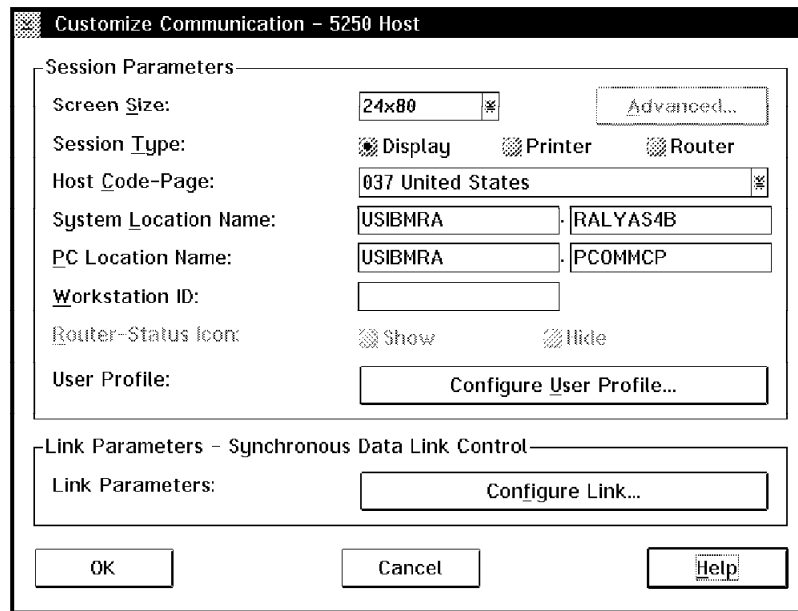 Customize Communication - 5250 Host
Session Parameters
Screen Size: 24x80 Advanced...
Session Type: Display Printer Router
Host Code-Page: 037 United States
System Location Name: USIBMRA . RALYAS4B
PC Location Name: USIBMRA . PCOMMCP
Workstation ID:
Router-Status Icon: Show Hide
User Profile: Configure User Profile...
Link Parameters - Synchronous Data Link Control
Link Parameters: Configure Link...
OK Cancel Help